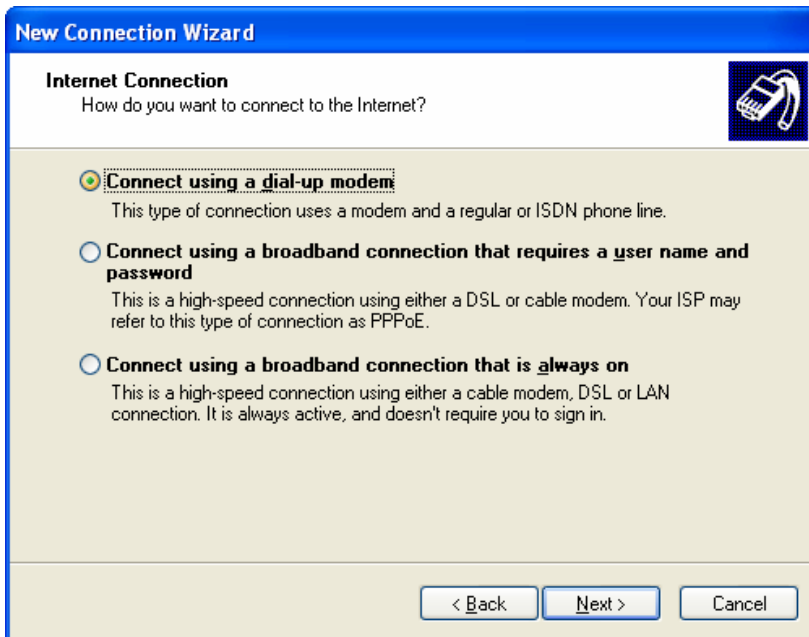 New Connection Wizard
Internet Connection
How do you want to connect to the Internet?
Connect using a dial-up modem
This type of connection uses a modem and a regular or ISDN phone line.
Connect using a broadband connection that requires a user name and
password
This is a high-speed connection using either a DSL or cable modem. Your ISP may
refer to this type of connection as PPPoE.
Connect using a broadband connection that is always on
This is a high-speed connection using either a cable modem, DSL or LAN
connection. It is always active, and doesn't require you to sign in.
< Back Next > Cancel